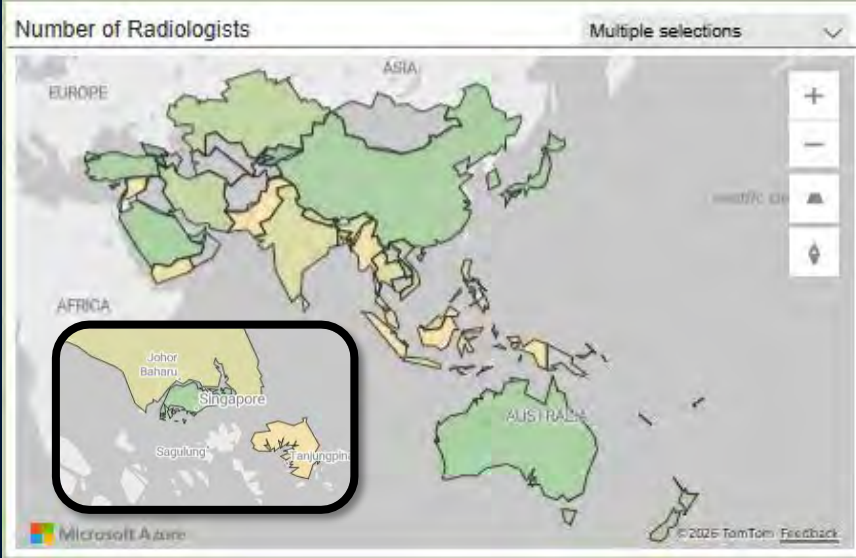 Number of Radiologists
Multiple selections
ASIA
EUROPE
AFRICA
Johor
Baharu
Singapore
Sagulung
Tanjungpin
AUSTRALIA
Microsoft Azure
© 2026 TomTom Feedback